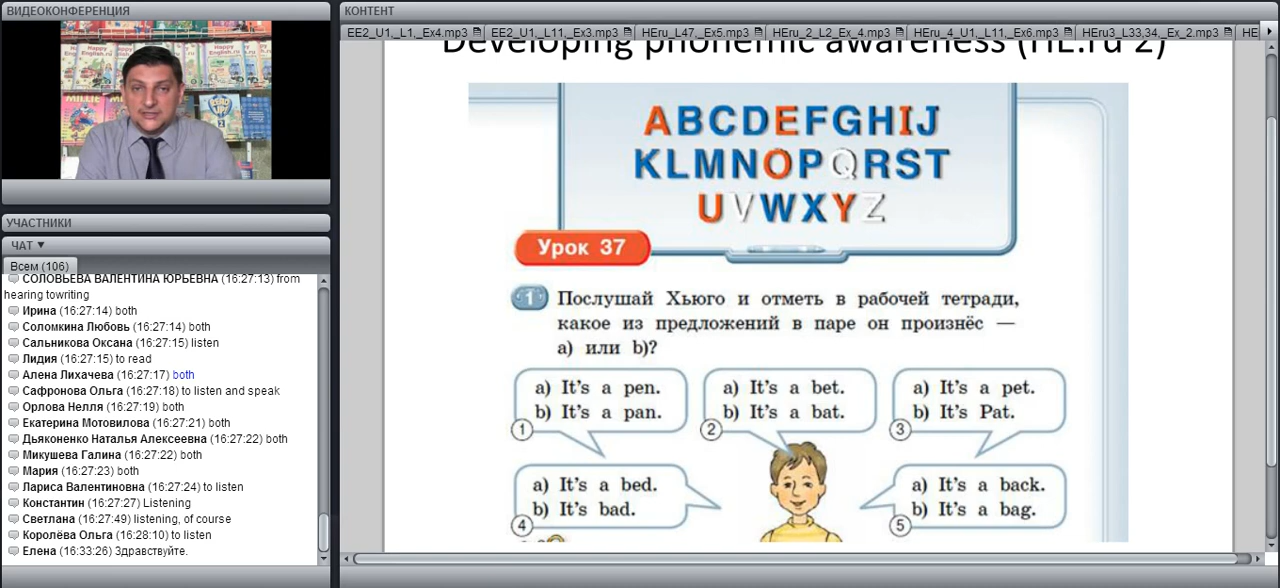 ВИДЕОКОНФЕРЕНЦИЯ
Happy English.ru
MILLIE
УЧАСТНИКИ
ЧАТ ▼
Всем (106)
СОЛОВЬЕВА ВАЛЕНТИНА ЮРЬЕВНА (16:27:13) from
hearing towriting
Ирина (16:27:14) both
Соломкина Любовь (16:27:14) both
Сальникова Оксана (16:27:15) listen
Лидия (16:27:15) to read
Алена Лихачева (16:27:17) both
Сафронова Ольга (16:27:18) to listen and speak
Орлова Нелля (16:27:19) both
Екатерина Мотовилова (16:27:21) both
Дьяконенко Наталья Алексеевна (16:27:22) both
Микушева Галина (16:27:22) both
Мария (16:27:23) both
Лариса Валентиновна (16:27:24) to listen
Константин (16:27:27) Listening
Светлана (16:27:49) listening, of course
Королёва Ольга (16:28:10) to listen
Елена (16:33:26) Здравствуйте.
КОНТЕНТ
EE2_U1,_L1,_Ex4.mp3 EE2_U1,_L11,_Ex3.mp3 HEru_L47,_Ex5.mp3 HEru_2_L2_Ex_4.mp3 HEru_4_U1,_L11,_Ex6.mp3 HEru3_L33,34,_Ex_2.mp3 HE
Developing phonemic awareness (HE.ru 2)
ABCDEFGHIJ
KLMNOPQRST
UVWXYZ
Урок 37
1 Послушай Хьюго и отметь в рабочей тетради,
какое из предложений в паре он произнёс —
a) или b)?
a) It's a pen.
b) It's a pan.
1
a) It's a bet.
b) It's a bat.
2
a) It's a pet.
b) It's Pat.
3
a) It's a bed.
b) It's bad.
4
a) It's a back.
b) It's a bag.
5